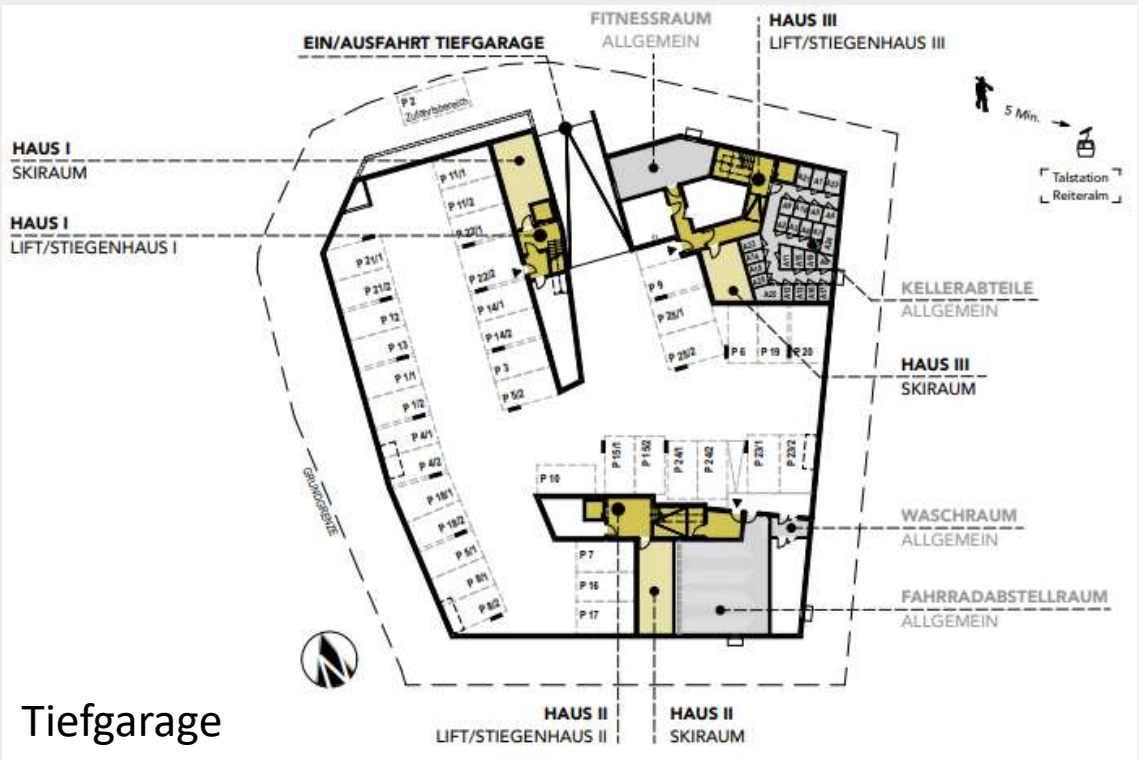 FITNESSRAUM
ALLGEMEIN
HAUS III
LIFT/STIEGENHAUS III
EIN/AUSFAHRT TIEFGARAGE
P 2
Zufahrtsbereich
5 Min.
Talstation
Reiteralm
HAUS I
SKIRAUM
HAUS I
LIFT/STIEGENHAUS I
P 11/1
P 11/2
P 22/1
P 22/2
P 14/1
P 14/2
P 3
P 5/2
P 21/1
P 21/2
P 12
P 13
P 1/1
P 1/2
P 4/1
P 4/2
P 18/1
P 18/2
P 5/1
P 8/1
P 8/2
P 9
P 25/1
P 25/2
P 6
P 19
P 20
KELLERABTEILE
ALLGEMEIN
HAUS III
SKIRAUM
P 15/1
P 15/2
P 24/1
P 24/2
P 23/1
P 23/2
P 10
P 7
P 16
P 17
GRUNDGRENZE
WASCHRAUM
ALLGEMEIN
FAHRRADABSTELLRAUM
ALLGEMEIN
N
Tiefgarage
HAUS II
LIFT/STIEGENHAUS II
HAUS II
SKIRAUM